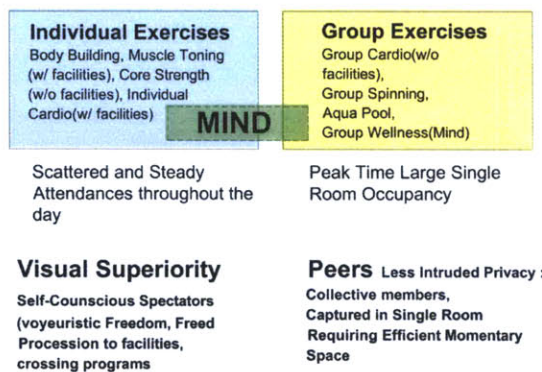 Individual Exercises
Body Building, Muscle Toning
(w/ facilities), Core Strength
(w/o facilities), Individual
Cardio(w/ facilities)
MIND
Group Exercises
Group Cardio(w/o
facilities),
Group Spinning,
Aqua Pool,
Group Wellness(Mind)
Scattered and Steady
Attendances throughout the
day
Peak Time Large Single
Room Occupancy
Visual Superiority
Self-Counscious Spectators
(voyeuristic Freedom, Freed
Procession to facilities,
crossing programs
Peers Less Intruded Privacy :
Collective members,
Captured in Single Room
Requiring Efficient Momentary
Space